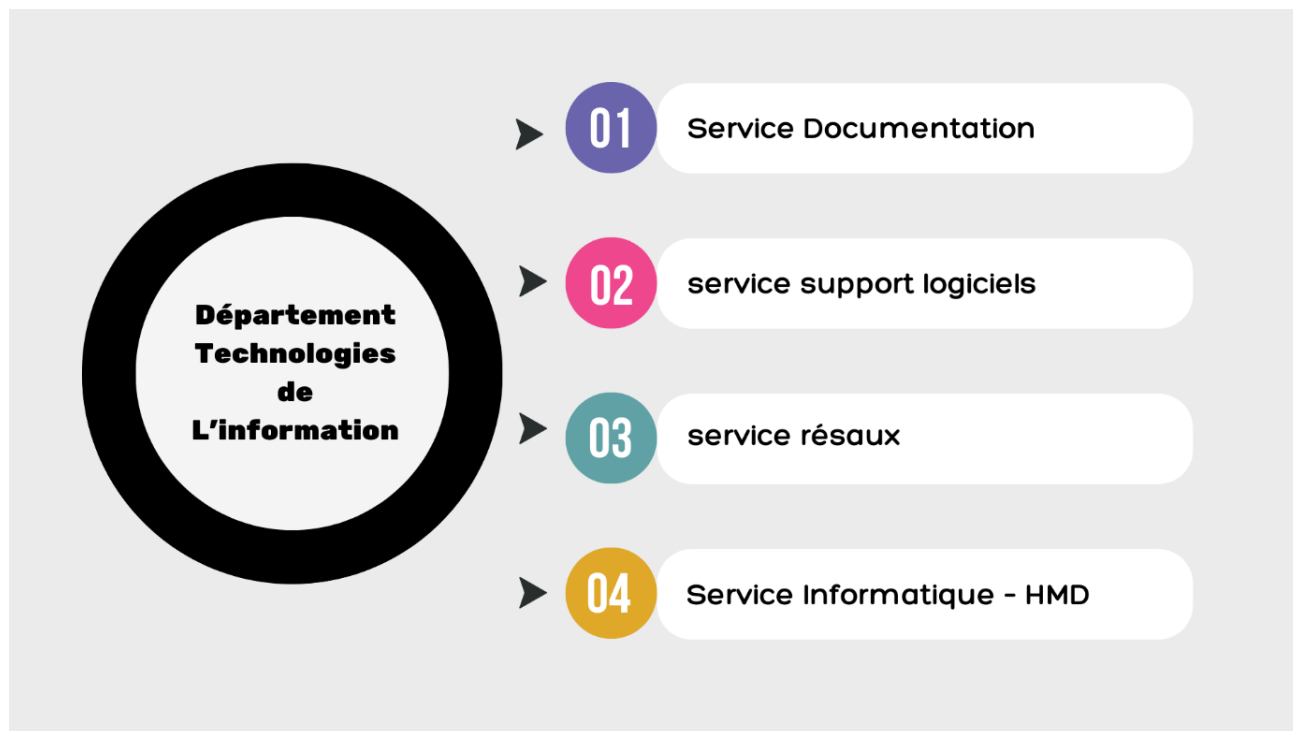 Département
Technologies
de
L'information
01
Service Documentation
02
service support logiciels
03
service résaux
04
Service Informatique - HMD